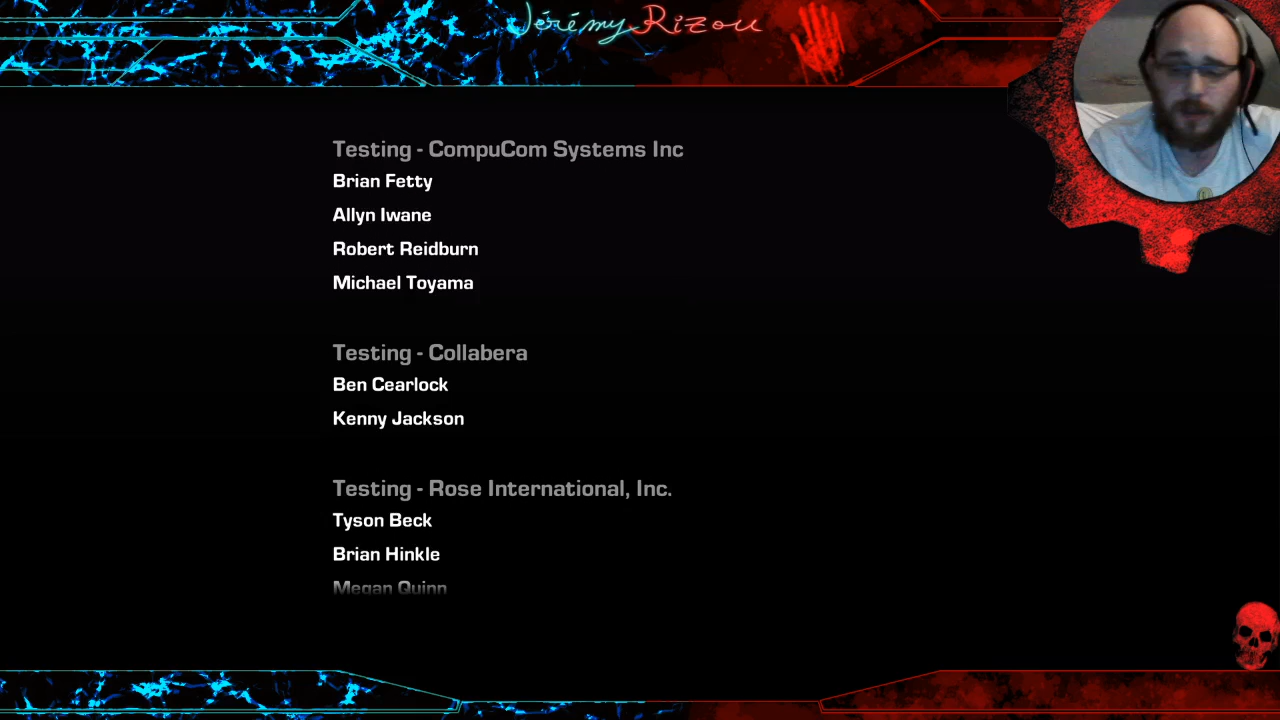 Jérémy Rizou
Testing - CompuCom Systems Inc
Brian Fetty
Allyn Iwane
Robert Reidburn
Michael Toyama
Testing - Collabera
Ben Cearlock
Kenny Jackson
Testing - Rose International, Inc.
Tyson Beck
Brian Hinkle
Megan Quinn